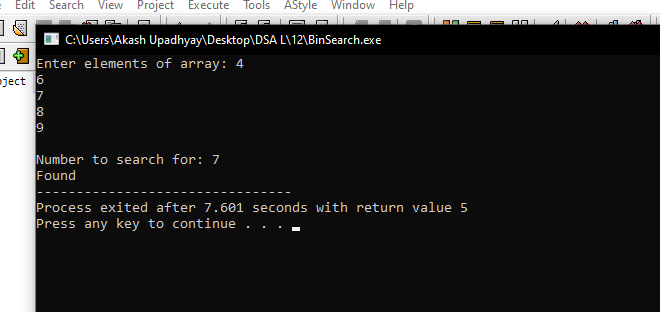 Edit Search View Project Execute Tools AStyle Window Help
C:\Users\Akash Upadhyay\Desktop\DSA L\12\BinSearch.exe
Enter elements of array: 4
6
7
8
9
Number to search for: 7
Found
--------------------------------
Process exited after 7.601 seconds with return value 5
Press any key to continue . . .